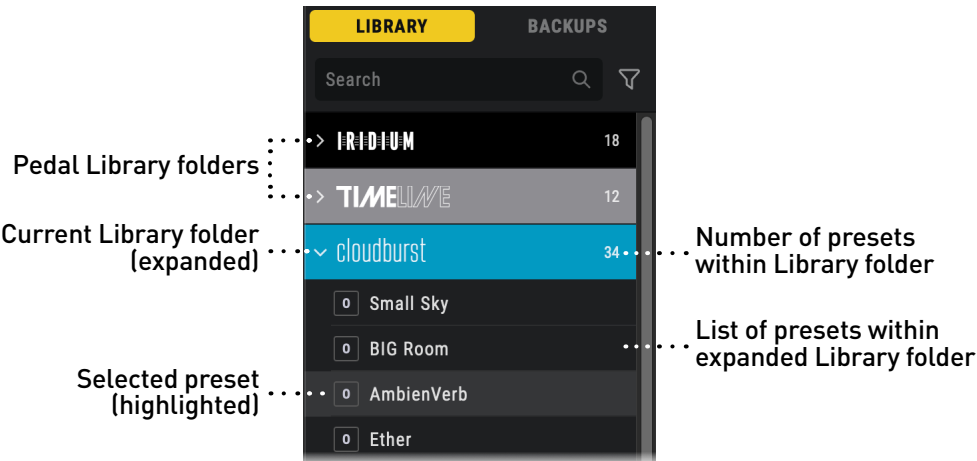 LIBRARY BACKUPS
Search
Pedal Library folders
IRIDIUM 18
TIMELINE 12
Current Library folder
(expanded)
cloudburst 34
Number of presets
within Library folder
0 Small Sky
0 BIG Room
List of presets within
expanded Library folder
Selected preset
(highlighted)
0 AmbienVerb
0 Ether